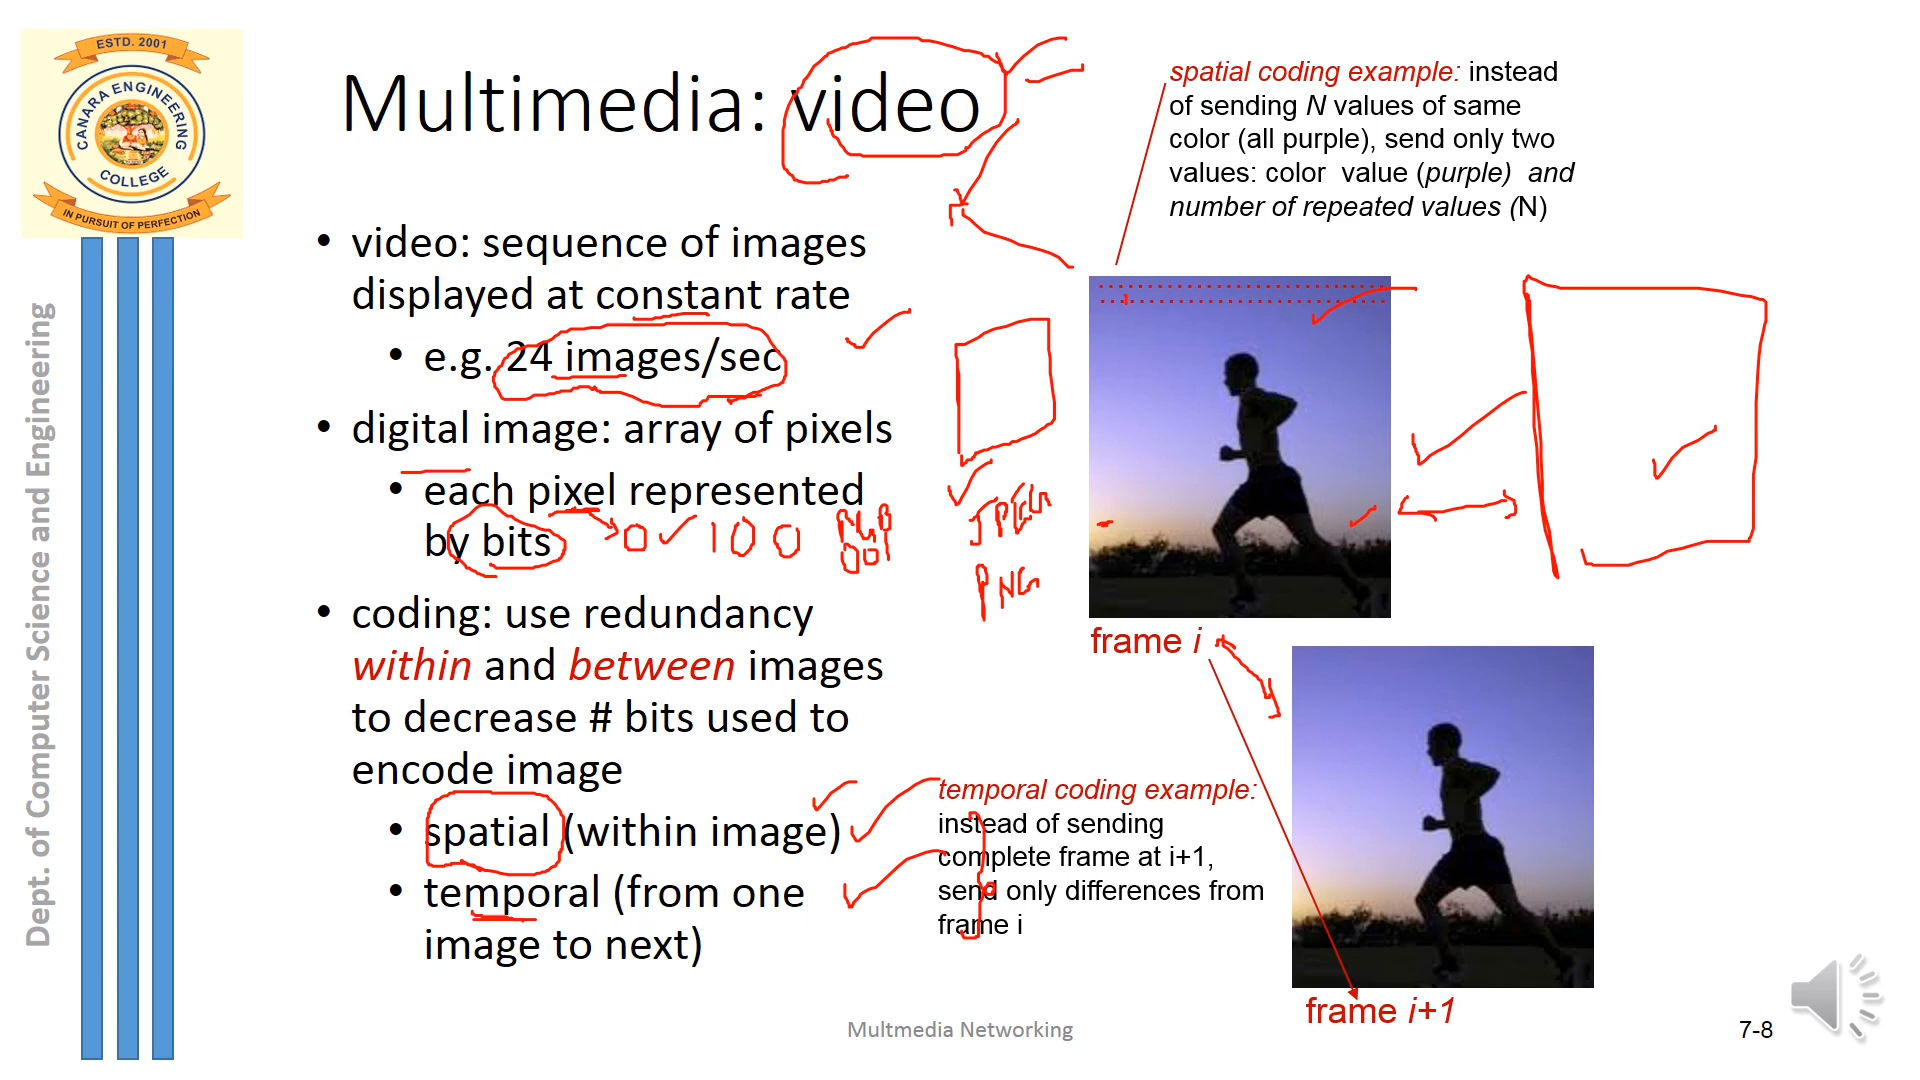 ESTD. 2001
CANARA ENGINEERING
COLLEGE
IN PURSUIT OF PERFECTION
Dept. of Computer Science and Engineering
Multimedia: video
• video: sequence of images
displayed at constant rate
• e.g. 24 images/sec
• digital image: array of pixels
• each pixel represented
by bits
0 1 0 0
JPEG
PNG
• coding: use redundancy
within and between images
to decrease # bits used to
encode image
• spatial (within image)
• temporal (from one
image to next)
spatial coding example: instead
of sending N values of same
color (all purple), send only two
values: color value (purple) and
number of repeated values (N)
frame i
temporal coding example:
instead of sending
complete frame at i+1,
send only differences from
frame i
frame i+1
Multmedia Networking
7-8